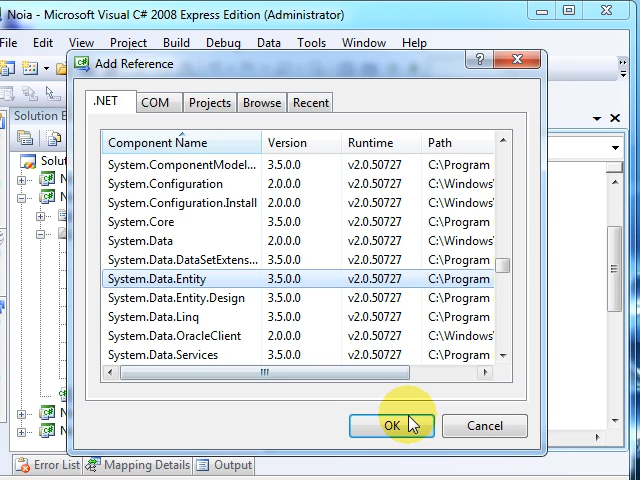 Noia - Microsoft Visual C# 2008 Express Edition (Administrator)
File Edit View Project Build Debug Data Tools Window Help
Add Reference
.NET COM Projects Browse Recent
Solution E
Component Name Version Runtime Path
System.ComponentModel... 3.5.0.0 v2.0.50727 C:\Program
System.Configuration 2.0.0.0 v2.0.50727 C:\Windows\
System.Configuration.Install 2.0.0.0 v2.0.50727 C:\Windows\
System.Core 3.5.0.0 v2.0.50727 C:\Program
System.Data 2.0.0.0 v2.0.50727 C:\Windows\
System.Data.DataSetExtens... 3.5.0.0 v2.0.50727 C:\Program
System.Data.Entity 3.5.0.0 v2.0.50727 C:\Program
System.Data.Entity.Design 3.5.0.0 v2.0.50727 C:\Program
System.Data.Linq 3.5.0.0 v2.0.50727 C:\Program
System.Data.OracleClient 2.0.0.0 v2.0.50727 C:\Windows\
System.Data.Services 3.5.0.0 v2.0.50727 C:\Program
Solu
N
N
N
N
OK Cancel
Error List Mapping Details Output